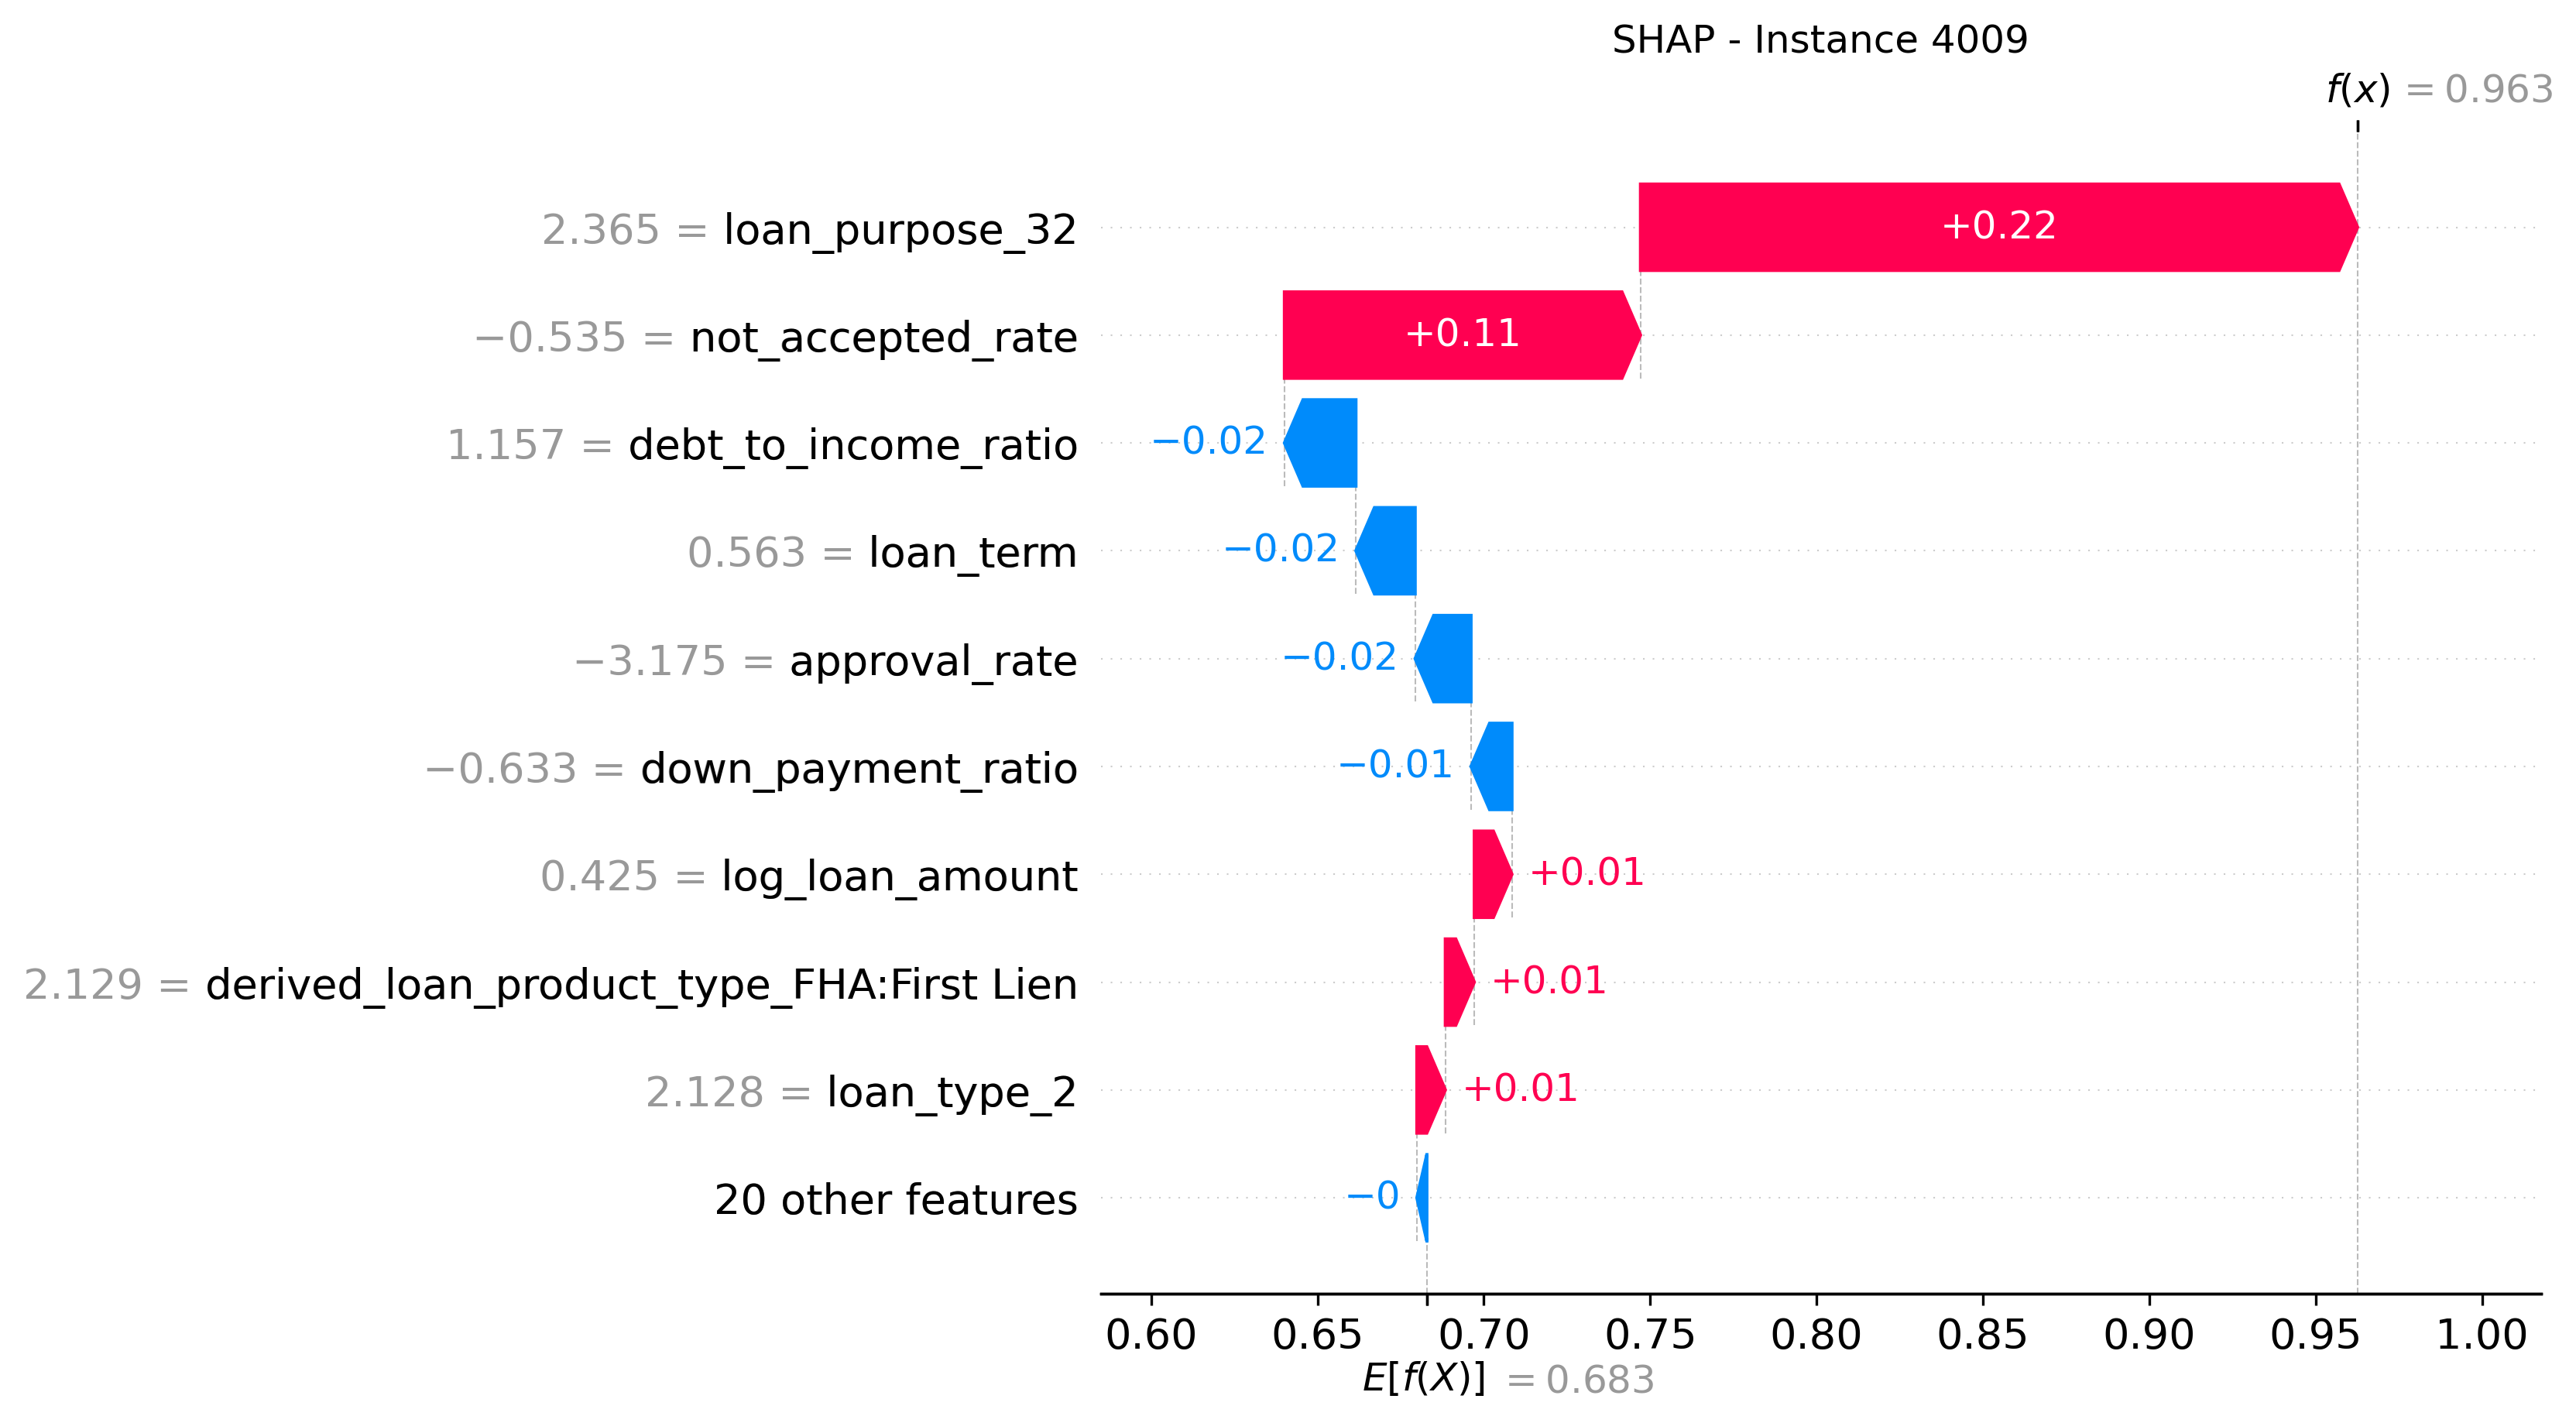 SHAP - Instance 4009
f(x) = 0.963
2.365 = loan_purpose_32
+0.22
−0.535 = not_accepted_rate
+0.11
1.157 = debt_to_income_ratio
−0.02
0.563 = loan_term
−0.02
−3.175 = approval_rate
−0.02
−0.633 = down_payment_ratio
−0.01
0.425 = log_loan_amount
+0.01
2.129 = derived_loan_product_type_FHA:First Lien
+0.01
2.128 = loan_type_2
+0.01
20 other features
−0
0.60 0.65 0.70 0.75 0.80 0.85 0.90 0.95 1.00
E[f(X)] = 0.683